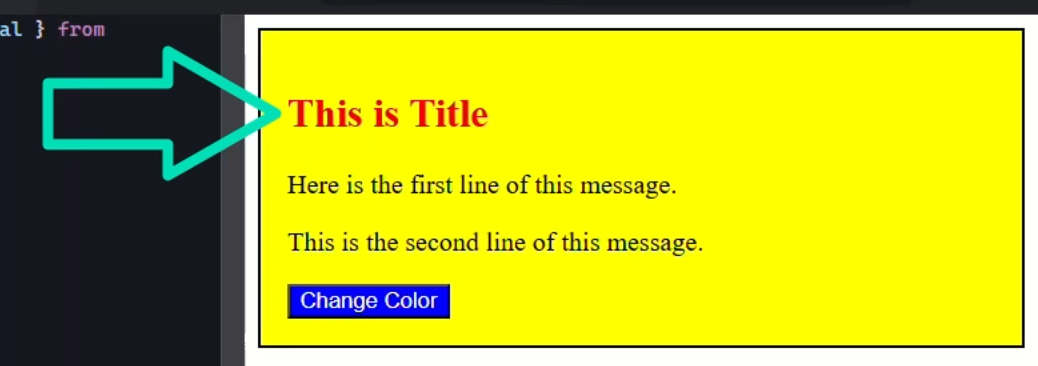 al } from
This is Title
Here is the first line of this message.
This is the second line of this message.
Change Color